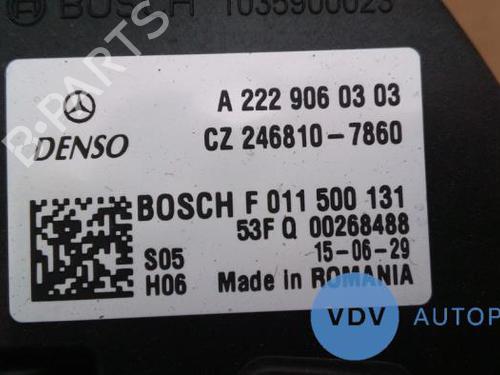 BOSCH 1035900023
A 222 906 03 03
DENSO
CZ 246810-7860
BOSCH F 011 500 131
53F Q 00268488
S05
15-06-29
H06
Made in ROMANIA
B-PARTS
VDV AUTOP